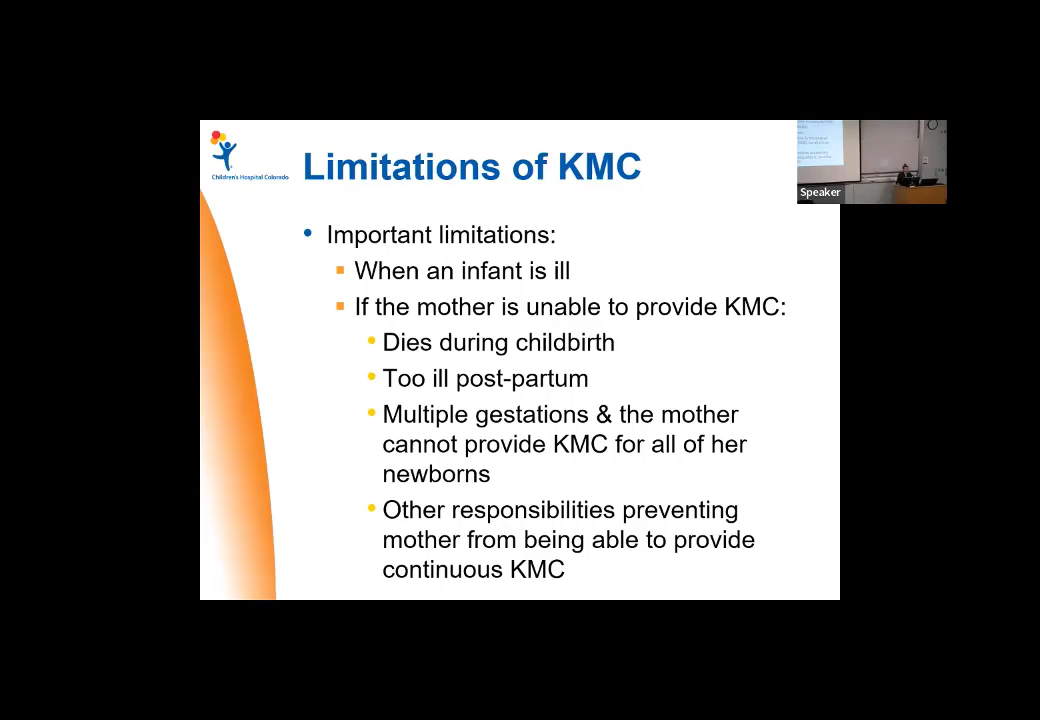 Children's Hospital Colorado
Limitations of KMC
Speaker
• Important limitations:
▪ When an infant is ill
▪ If the mother is unable to provide KMC:
• Dies during childbirth
• Too ill post-partum
• Multiple gestations & the mother
cannot provide KMC for all of her
newborns
• Other responsibilities preventing
mother from being able to provide
continuous KMC